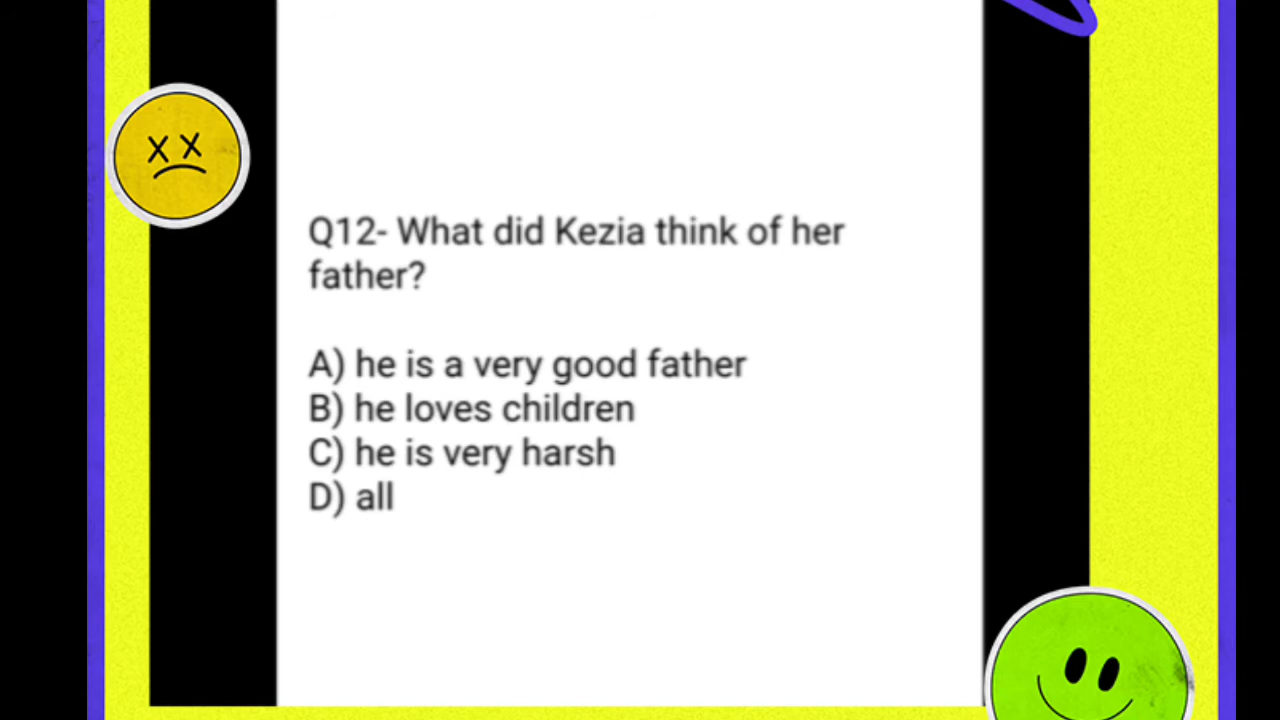 Q12- What did Kezia think of her
father?
A) he is a very good father
B) he loves children
C) he is very harsh
D) all